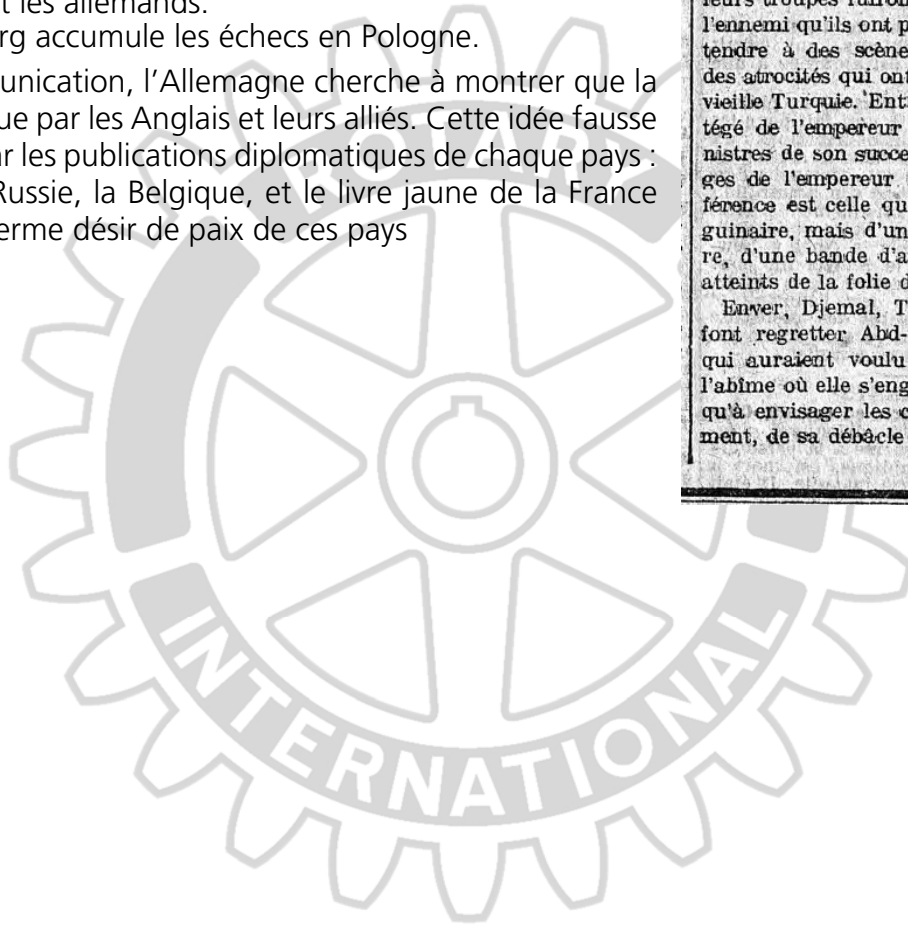 t les allemands.
rg accumule les échecs en Pologne.
unication, l'Allemagne cherche à montrer que la
ue par les Anglais et leurs alliés. Cette idée fausse
r les publications diplomatiques de chaque pays :
Russie, la Belgique, et le livre jaune de la France
erme désir de paix de ces pays
l'ennemi qu'ils ont p
tendre à des scène
des atrocités qui ont
vieille Turquie. Ent
tégé de l'empereur
nistres de son succe
ges de l'empereur
férence est celle qu
guinaire, mais d'un
re, d'une bande d'a
atteints de la folie d
Enver, Djemal, T
font regretter Abd-
qui auraient voulu
l'abîme où elle s'eng
qu'à envisager les c
ment, de sa débâcle
ROTARY
INTERNATIONAL